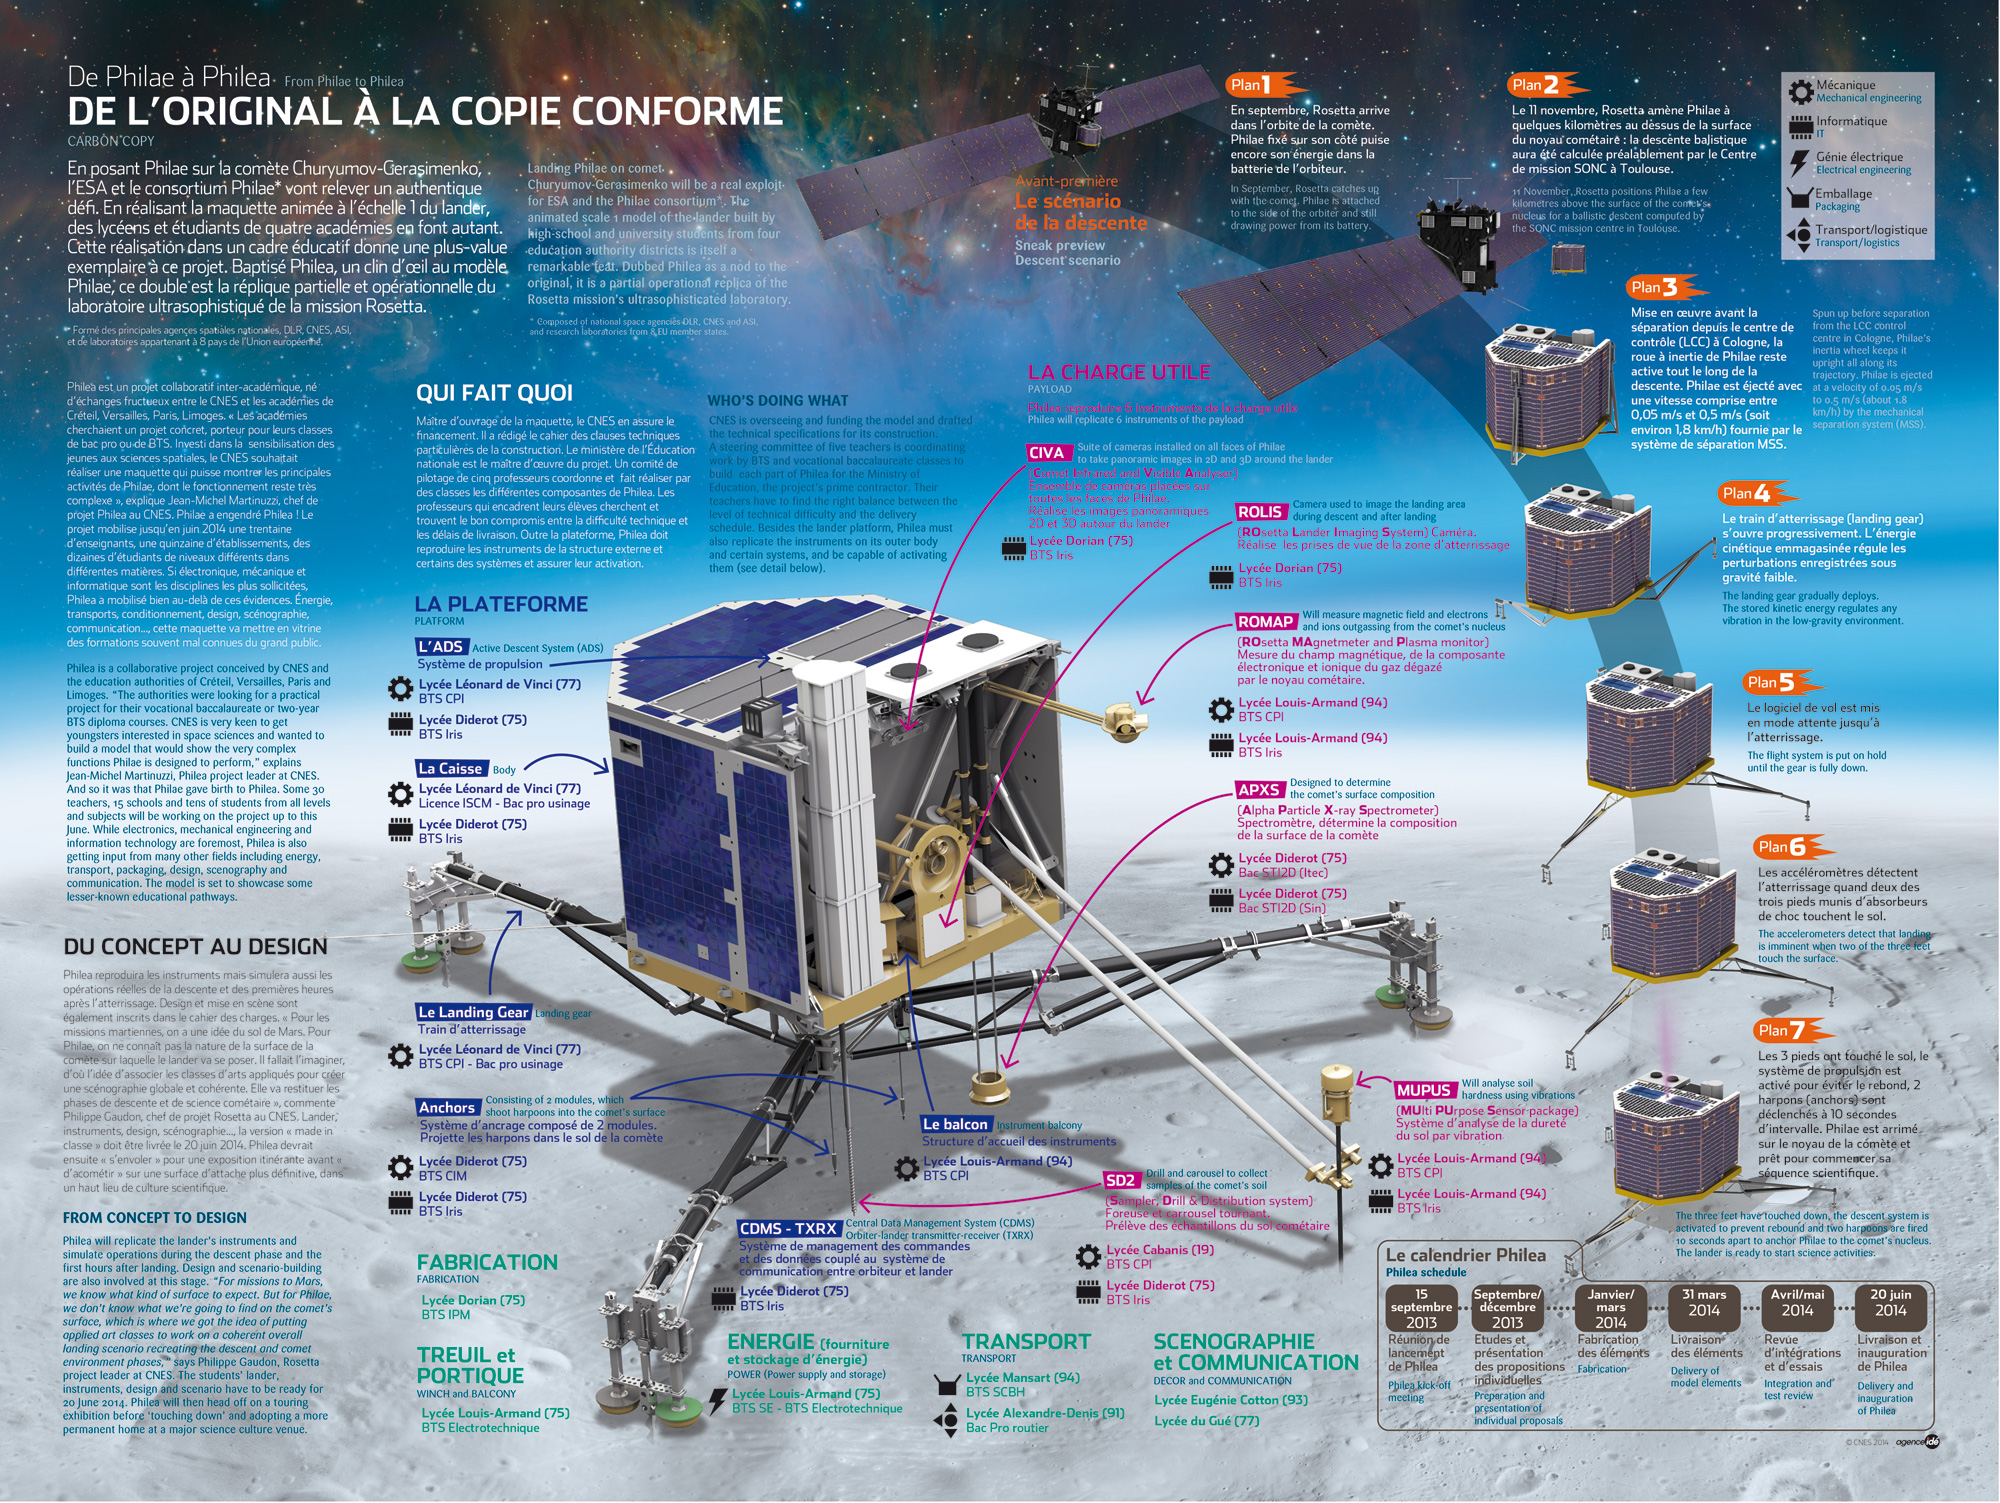 De Philae à Philea From Philae to Philea
DE L'ORIGINAL À LA COPIE CONFORME
CARBON COPY
En posant Philae sur la comète Churyumov-Gerasimenko,
l'ESA et le consortium Philae* vont relever un authentique
défi. En réalisant la maquette animée à l'échelle 1 du lander,
des lycéens et étudiants de quatre académies en font autant.
Cette réalisation dans un cadre éducatif donne une plus-value
exemplaire à ce projet. Baptisé Philea, un clin d'œil au modèle
Philae, ce double est la réplique partielle et opérationnelle du
laboratoire ultrasophistiqué de la mission Rosetta.
* Formé des principales agences spatiales nationales, DLR, CNES, ASI,
et de laboratoires appartenant à 8 pays de l'Union européenne.
Landing Philae on comet
Churyumov-Gerasimenko will be a real exploit
for ESA and the Philae consortium*. The
animated scale 1 model of the lander built by
high-school and university students from four
education authority districts is itself a
remarkable feat. Dubbed Philea as a nod to the
original, it is a partial operational replica of the
Rosetta mission's ultrasophisticated laboratory.
* Composed of national space agencies DLR, CNES and ASI,
and research laboratories from 8 EU member states.
Avant-première
Le scénario
de la descente
Sneak preview
Descent scenario
Plan 1
En septembre, Rosetta arrive
dans l'orbite de la comète.
Philae fixé sur son côté puise
encore son énergie dans la
batterie de l'orbiteur.
In September, Rosetta catches up
with the comet. Philae is attached
to the side of the orbiter and still
drawing power from its battery.
Plan 2
Le 11 novembre, Rosetta amène Philae à
quelques kilomètres au dessus de la surface
du noyau cométaire : la descente balistique
aura été calculée préalablement par le Centre
de mission SONC à Toulouse.
11 November, Rosetta positions Philae a few
kilometres above the surface of the comet's
nucleus for a ballistic descent computed by
the SONC mission centre in Toulouse.
Mécanique
Mechanical engineering
Informatique
IT
Génie électrique
Electrical engineering
Emballage
Packaging
Transport/logistique
Transport/logistics
Plan 3
Mise en œuvre avant la
séparation depuis le centre de
contrôle (LCC) à Cologne, la
roue à inertie de Philae reste
active tout le long de la
descente. Philae est éjecté avec
une vitesse comprise entre
0,05 m/s et 0,5 m/s (soit
environ 1,8 km/h) fournie par le
système de séparation MSS.
Spun up before separation
from the LCC control
centre in Cologne, Philae's
inertia wheel keeps it
upright all along its
trajectory. Philae is ejected
at a velocity of 0.05 m/s
to 0.5 m/s (about 1.8
km/h) by the mechanical
separation system (MSS).
Plan 4
Le train d'atterrissage (landing gear)
s'ouvre progressivement. L'énergie
cinétique emmagasinée régule les
perturbations enregistrées sous
gravité faible.
The landing gear gradually deploys.
The stored kinetic energy regulates any
vibration in the low-gravity environment.
Plan 5
Le logiciel de vol est mis
en mode attente jusqu'à
l'atterrissage.
The flight system is put on hold
until the gear is fully down.
Plan 6
Les accéléromètres détectent
l'atterrissage quand deux des
trois pieds munis d'absorbeurs
de choc touchent le sol.
The accelerometers detect that landing
is imminent when two of the three feet
touch the surface.
Plan 7
Les 3 pieds ont touché le sol, le
système de propulsion est
activé pour éviter le rebond, 2
harpons (anchors) sont
déclenchés à 10 secondes
d'intervalle. Philae est arrimé
sur le noyau de la comète et
prêt pour commencer sa
séquence scientifique.
The three feet have touched down, the descent system is
activated to prevent rebound and two harpoons are fired
10 seconds apart to anchor Philae to the comet's nucleus.
The lander is ready to start science activities.
Philea est un projet collaboratif inter-académique, né
d'échanges fructueux entre le CNES et les académies de
Créteil, Versailles, Paris, Limoges. « Les académies
cherchaient un projet concret, porteur pour leurs classes
de bac pro ou de BTS. Investi dans la sensibilisation des
jeunes aux sciences spatiales, le CNES souhaitait
réaliser une maquette qui puisse montrer les principales
activités de Philae, dont le fonctionnement reste très
complexe », explique Jean-Michel Martinuzzi, chef de
projet Philea au CNES. Philae a engendré Philea ! Le
projet mobilise jusqu'en juin 2014 une trentaine
d'enseignants, une quinzaine d'établissements, des
dizaines d'étudiants de niveaux différents dans
différentes matières. Si électronique, mécanique et
informatique sont les disciplines les plus sollicitées,
Philea a mobilisé bien au-delà de ces évidences. Énergie,
transports, conditionnement, design, scénographie,
communication..., cette maquette va mettre en vitrine
des formations souvent mal connues du grand public.
Philea is a collaborative project conceived by CNES and
the education authorities of Créteil, Versailles, Paris and
Limoges. "The authorities were looking for a practical
project for their vocational baccalaureate or two-year
BTS diploma courses. CNES is very keen to get
youngsters interested in space sciences and wanted to
build a model that would show the very complex
functions Philae is designed to perform," explains
Jean-Michel Martinuzzi, Philea project leader at CNES.
And so it was that Philae gave birth to Philea. Some 30
teachers, 15 schools and tens of students from all levels
and subjects will be working on the project up to this
June. While electronics, mechanical engineering and
information technology are foremost, Philea is also
getting input from many other fields including energy,
transport, packaging, design, scenography and
communication. The model is set to showcase some
lesser-known educational pathways.
DU CONCEPT AU DESIGN
Philea reproduira les instruments mais simulera aussi les
opérations réelles de la descente et des premières heures
après l'atterrissage. Design et mise en scène sont
également inscrits dans le cahier des charges. « Pour les
missions martiennes, on a une idée du sol de Mars. Pour
Philae, on ne connaît pas la nature de la surface de la
comète sur laquelle le lander va se poser. Il fallait l'imaginer,
d'où l'idée d'associer les classes d'arts appliqués pour créer
une scénographie globale et cohérente. Elle va restituer les
phases de descente et de science cométaire », commente
Philippe Gaudon, chef de projet Rosetta au CNES. Lander,
instruments, design, scénographie..., la version « made in
classe » doit être livrée le 20 juin 2014. Philea devrait
ensuite « s'envoler » pour une exposition itinérante avant «
d'acométir » sur une surface d'attache plus définitive, dans
un haut lieu de culture scientifique.
FROM CONCEPT TO DESIGN
Philea will replicate the lander's instruments and
simulate operations during the descent phase and the
first hours after landing. Design and scenario-building
are also involved at this stage. "For missions to Mars,
we know what kind of surface to expect. But for Philae,
we don't know what we're going to find on the comet's
surface, which is where we got the idea of putting
applied art classes to work on a coherent overall
landing scenario recreating the descent and comet
environment phases," says Philippe Gaudon, Rosetta
project leader at CNES. The students' lander,
instruments, design and scenario have to be ready for
20 June 2014. Philea will then head off on a touring
exhibition before 'touching down' and adopting a more
permanent home at a major science culture venue.
QUI FAIT QUOI
Maître d'ouvrage de la maquette, le CNES en assure le
financement. Il a rédigé le cahier des clauses techniques
particulières de la construction. Le ministère de l'Éducation
nationale est le maître d'œuvre du projet. Un comité de
pilotage de cinq professeurs coordonne et fait réaliser par
des classes les différentes composantes de Philea. Les
professeurs qui encadrent leurs élèves cherchent et
trouvent le bon compromis entre la difficulté technique et
les délais de livraison. Outre la plateforme, Philea doit
reproduire les instruments de la structure externe et
certains des systèmes et assurer leur activation.
WHO'S DOING WHAT
CNES is overseeing and funding the model and drafted
the technical specifications for its construction.
A steering committee of five teachers is coordinating
work by BTS and vocational baccalaureate classes to
build each part of Philea for the Ministry of
Education, the project's prime contractor. Their
teachers have to find the right balance between the
level of technical difficulty and the delivery
schedule. Besides the lander platform, Philea must
also replicate the instruments on its outer body
and certain systems, and be capable of activating
them (see detail below).
LA PLATEFORME
PLATFORM
L'ADS Active Descent System (ADS)
Système de propulsion
Lycée Léonard de Vinci (77)
BTS CPI
Lycée Diderot (75)
BTS Iris
La Caisse Body
Lycée Léonard de Vinci (77)
Licence ISCM - Bac pro usinage
Lycée Diderot (75)
BTS Iris
Le Landing Gear Landing gear
Train d'atterrissage
Lycée Léonard de Vinci (77)
BTS CPI - Bac pro usinage
Anchors Consisting of 2 modules, which
shoot harpoons into the comet's surface
Système d'ancrage composé de 2 modules.
Projette les harpons dans le sol de la comète
Lycée Diderot (75)
BTS CIM
Lycée Diderot (75)
BTS Iris
Le balcon Instrument balcony
Structure d'accueil des instruments
Lycée Louis-Armand (94)
BTS CPI
CDMS - TXRX Central Data Management System (CDMS)
Orbiter-lander transmitter-receiver (TXRX)
Système de management des commandes
et des données couplé au système de
communication entre orbiteur et lander
Lycée Diderot (75)
BTS Iris
LA CHARGE UTILE
PAYLOAD
Philea reproduira 6 instruments de la charge utile
Philea will replicate 6 instruments of the payload
CIVA Suite of cameras installed on all faces of Philae
to take panoramic images in 2D and 3D around the lander
(Comet Infrared and Visible Analyser)
Ensemble de caméras placées sur
toutes les faces de Philae.
Réalise les images panoramiques
2D et 3D autour du lander
Lycée Dorian (75)
BTS Iris
ROLIS Camera used to image the landing area
during descent and after landing
(ROsetta Lander Imaging System) Caméra.
Réalise les prises de vue de la zone d'atterrissage
Lycée Dorian (75)
BTS Iris
ROMAP Will measure magnetic field and electrons
and ions outgassing from the comet's nucleus
(ROsetta MAgnetmeter and Plasma monitor)
Mesure du champ magnétique, de la composante
électronique et ionique du gaz dégazé
par le noyau cométaire.
Lycée Louis-Armand (94)
BTS CPI
Lycée Louis-Armand (94)
BTS Iris
APXS Designed to determine
the comet's surface composition
(Alpha Particle X-ray Spectrometer)
Spectromètre, détermine la composition
de la surface de la comète
Lycée Diderot (75)
Bac STI2D (Itec)
Lycée Diderot (75)
Bac STI2D (Sin)
MUPUS Will analyse soil
hardness using vibrations
(MUlti PUrpose Sensor package)
Système d'analyse de la dureté
du sol par vibration
Lycée Louis-Armand (94)
BTS CPI
Lycée Louis-Armand (94)
BTS Iris
SD2 Drill and carousel to collect
samples of the comet's soil
(Sampler, Drill & Distribution system)
Foreuse et carrousel tournant.
Prélève des échantillons du sol cométaire
Lycée Cabanis (19)
BTS CPI
Lycée Diderot (75)
BTS Iris
FABRICATION
FABRICATION
Lycée Dorian (75)
BTS IPM
TREUIL et
PORTIQUE
WINCH and BALCONY
Lycée Louis-Armand (75)
BTS Electrotechnique
ENERGIE (fourniture
et stockage d'énergie)
POWER (Power supply and storage)
Lycée Louis-Armand (75)
BTS SE - BTS Electrotechnique
TRANSPORT
TRANSPORT
Lycée Mansart (94)
BTS SCBH
Lycée Alexandre-Denis (91)
Bac Pro routier
SCENOGRAPHIE
et COMMUNICATION
DECOR and COMMUNICATION
Lycée Eugénie Cotton (93)
Lycée du Gué (77)
Le calendrier Philea
Philea schedule
15
septembre
2013
Réunion de
lancement
de Philea
Philea kick-off
meeting
Septembre/
décembre
2013
Etudes et
présentation
des propositions
individuelles
Preparation and
presentation of
individual proposals
Janvier/
mars
2014
Fabrication
des éléments
Fabrication
31 mars
2014
Livraison
des éléments
Delivery of
model elements
Avril/mai
2014
Revue
d'intégrations
et d'essais
Integration and
test review
20 juin
2014
Livraison et
inauguration
de Philea
Delivery and
inauguration
of Philea
© CNES 2014 agence idé